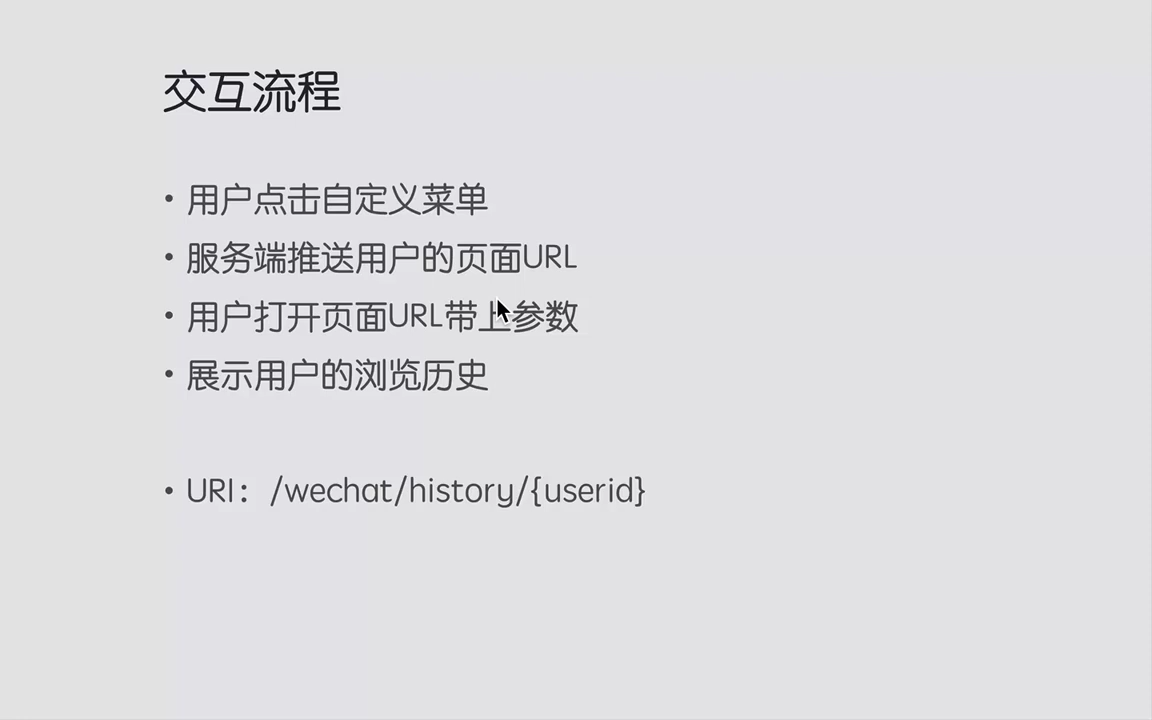 交互流程
• 用户点击自定义菜单
• 服务端推送用户的页面URL
• 用户打开页面URL带上参数
• 展示用户的浏览历史
• URI：/wechat/history/{userid}